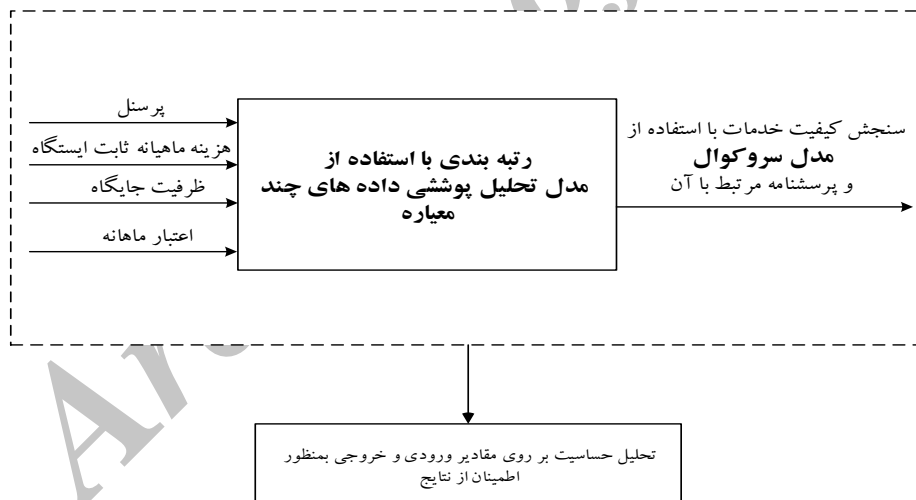 پرسنل
هزینه ماهیانه ثابت ایستگاه
ظرفیت جایگاه
اعتبار ماهانه
رتبه بندی با استفاده از
مدل تحلیل پوششی داده های چند
معیاره
سنجش کیفیت خدمات با استفاده از
مدل سروکوال
و پرسشنامه مرتبط با آن
تحلیل حساسیت بر روی مقادیر ورودی و خروجی بمنظور
اطمینان از نتایج